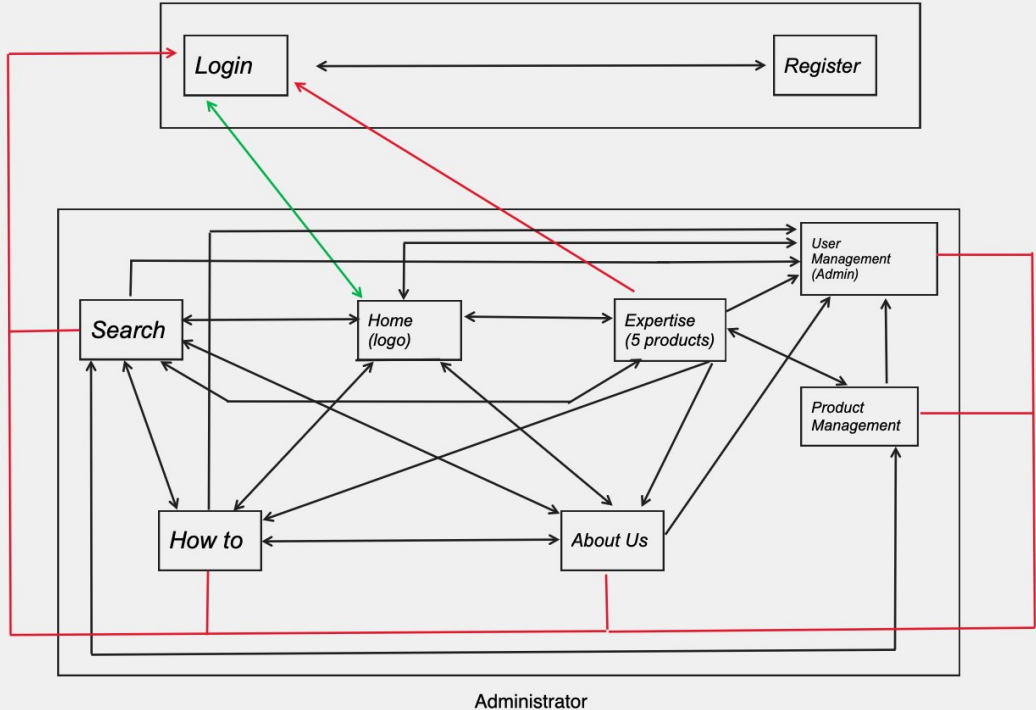 Login
Register
User
Management
(Admin)
Search
Home
(logo)
Expertise
(5 products)
Product
Management
How to
About Us
Administrator